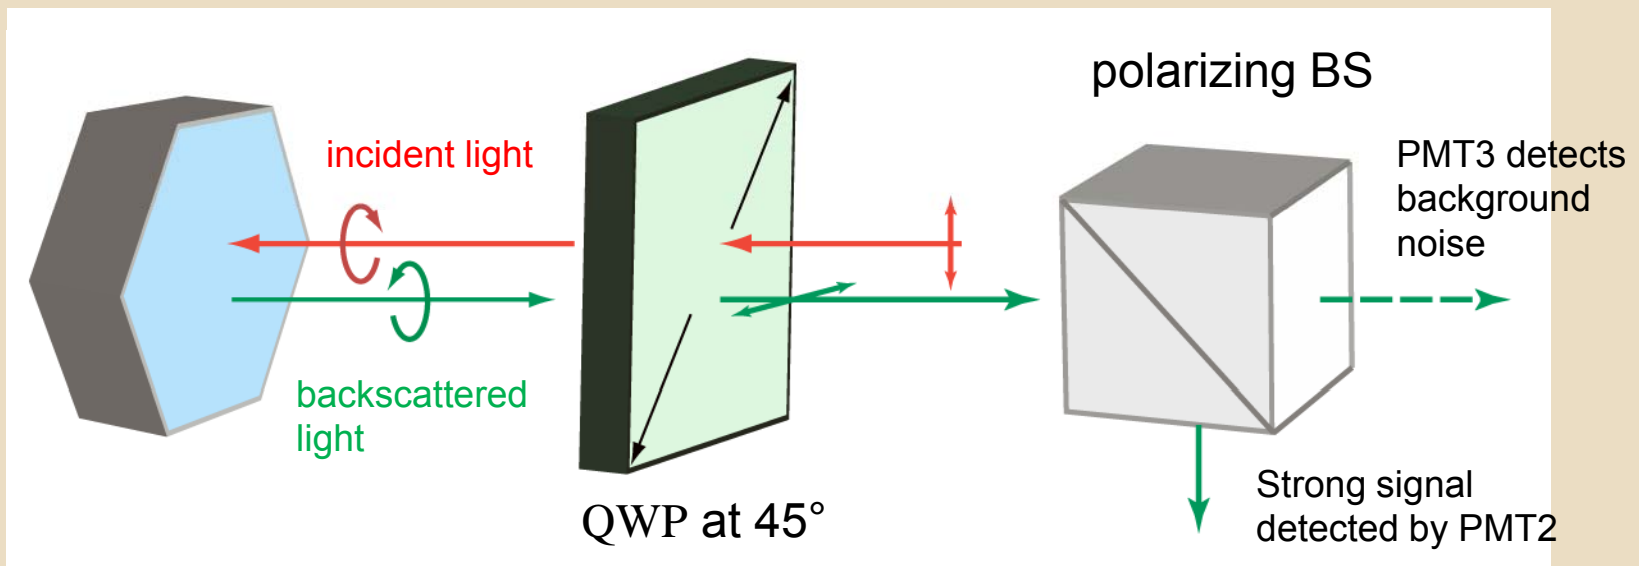 polarizing BS
incident light
PMT3 detects
background
noise
backscattered
light
QWP at 45°
Strong signal
detected by PMT2